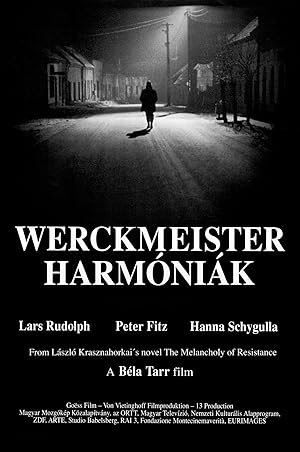 WERCKMEISTER
HARMÓNIÁK
Lars Rudolph Peter Fitz Hanna Schygulla
From László Krasznahorkai's novel The Melancholy of Resistance
A Béla Tarr film
Goëss Film – Von Vietinghoff Filmproduktion – 13 Production
Magyar Mozgókép Közalapítvány, az ORTT, Magyar Televízió, Nemzeti Kulturális Alapprogram,
ZDF, ARTE, Studio Babelsberg, RAI 3, Fondazione Montecinemaverità, EURIMAGES